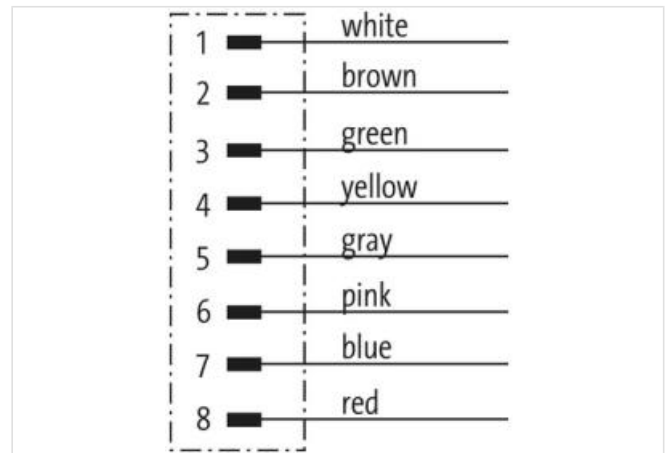 1 white
2 brown
3 green
4 yellow
5 gray
6 pink
7 blue
8 red